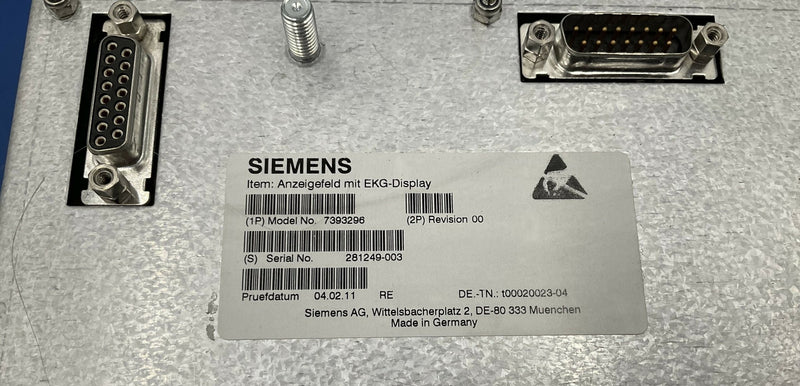 SIEMENS
Item: Anzeigefeld mit EKG-Display
(1P) Model No. 7393296 (2P) Revision 00
(S) Serial No. 281249-003
Pruefdatum 04.02.11 RE DE.-TN.: t00020023-04
Siemens AG, Wittelsbacherplatz 2, DE-80 333 Muenchen
Made in Germany